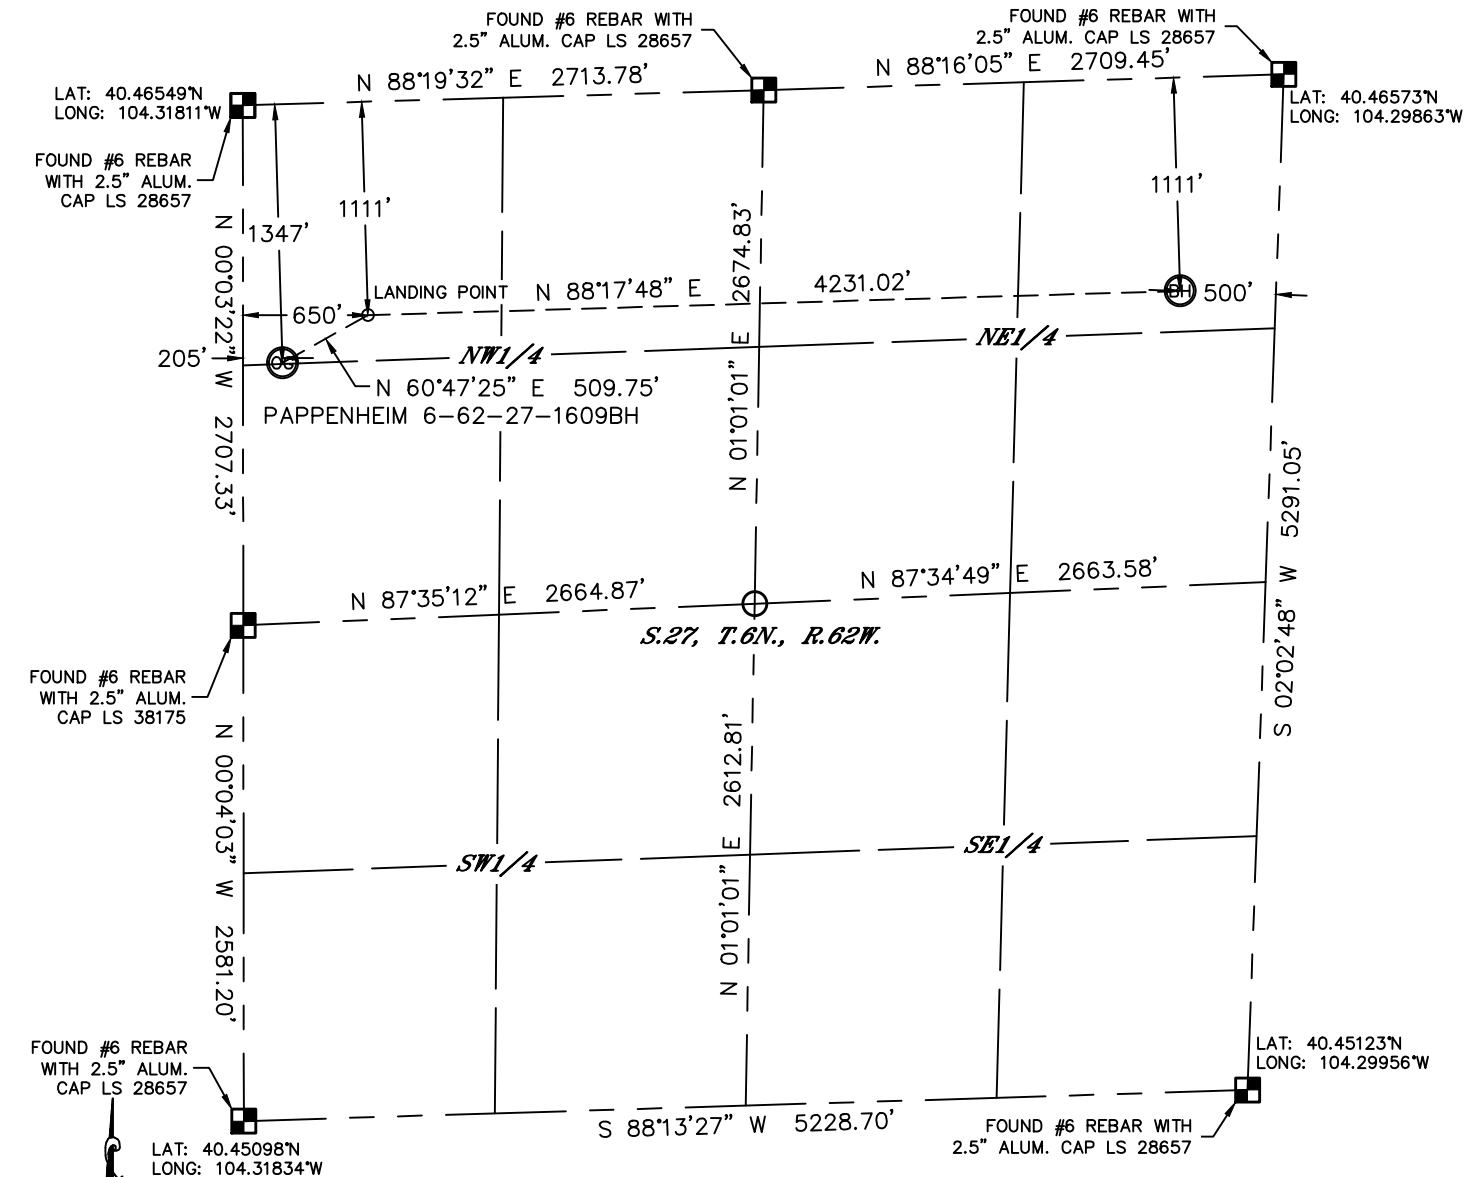 FOUND #6 REBAR WITH
2.5" ALUM. CAP LS 28657
FOUND #6 REBAR WITH
2.5" ALUM. CAP LS 28657
N 88°19'32" E 2713.78'
N 88°16'05" E 2709.45'
LAT: 40.46549°N
LONG: 104.31811°W
LAT: 40.46573°N
LONG: 104.29863°W
FOUND #6 REBAR
WITH 2.5" ALUM.
CAP LS 28657
1347'
1111'
1111'
N 00°03'22" W 2707.33'
N 01°01'01" E 2674.83'
LANDING POINT
N 88°17'48" E 4231.02'
BH
500'
650'
205'
OG
NW1/4
NE1/4
N 60°47'25" E 509.75'
PAPPENHEIM 6-62-27-1609BH
S 02°02'48" W 5291.05'
N 87°35'12" E 2664.87'
N 87°34'49" E 2663.58'
S.27, T.6N., R.62W.
FOUND #6 REBAR
WITH 2.5" ALUM.
CAP LS 38175
N 00°04'03" W 2581.20'
N 01°01'01" E 2612.81'
SW1/4
SE1/4
FOUND #6 REBAR
WITH 2.5" ALUM.
CAP LS 28657
LAT: 40.45098°N
LONG: 104.31834°W
S 88°13'27" W 5228.70'
LAT: 40.45123°N
LONG: 104.29956°W
FOUND #6 REBAR WITH
2.5" ALUM. CAP LS 28657